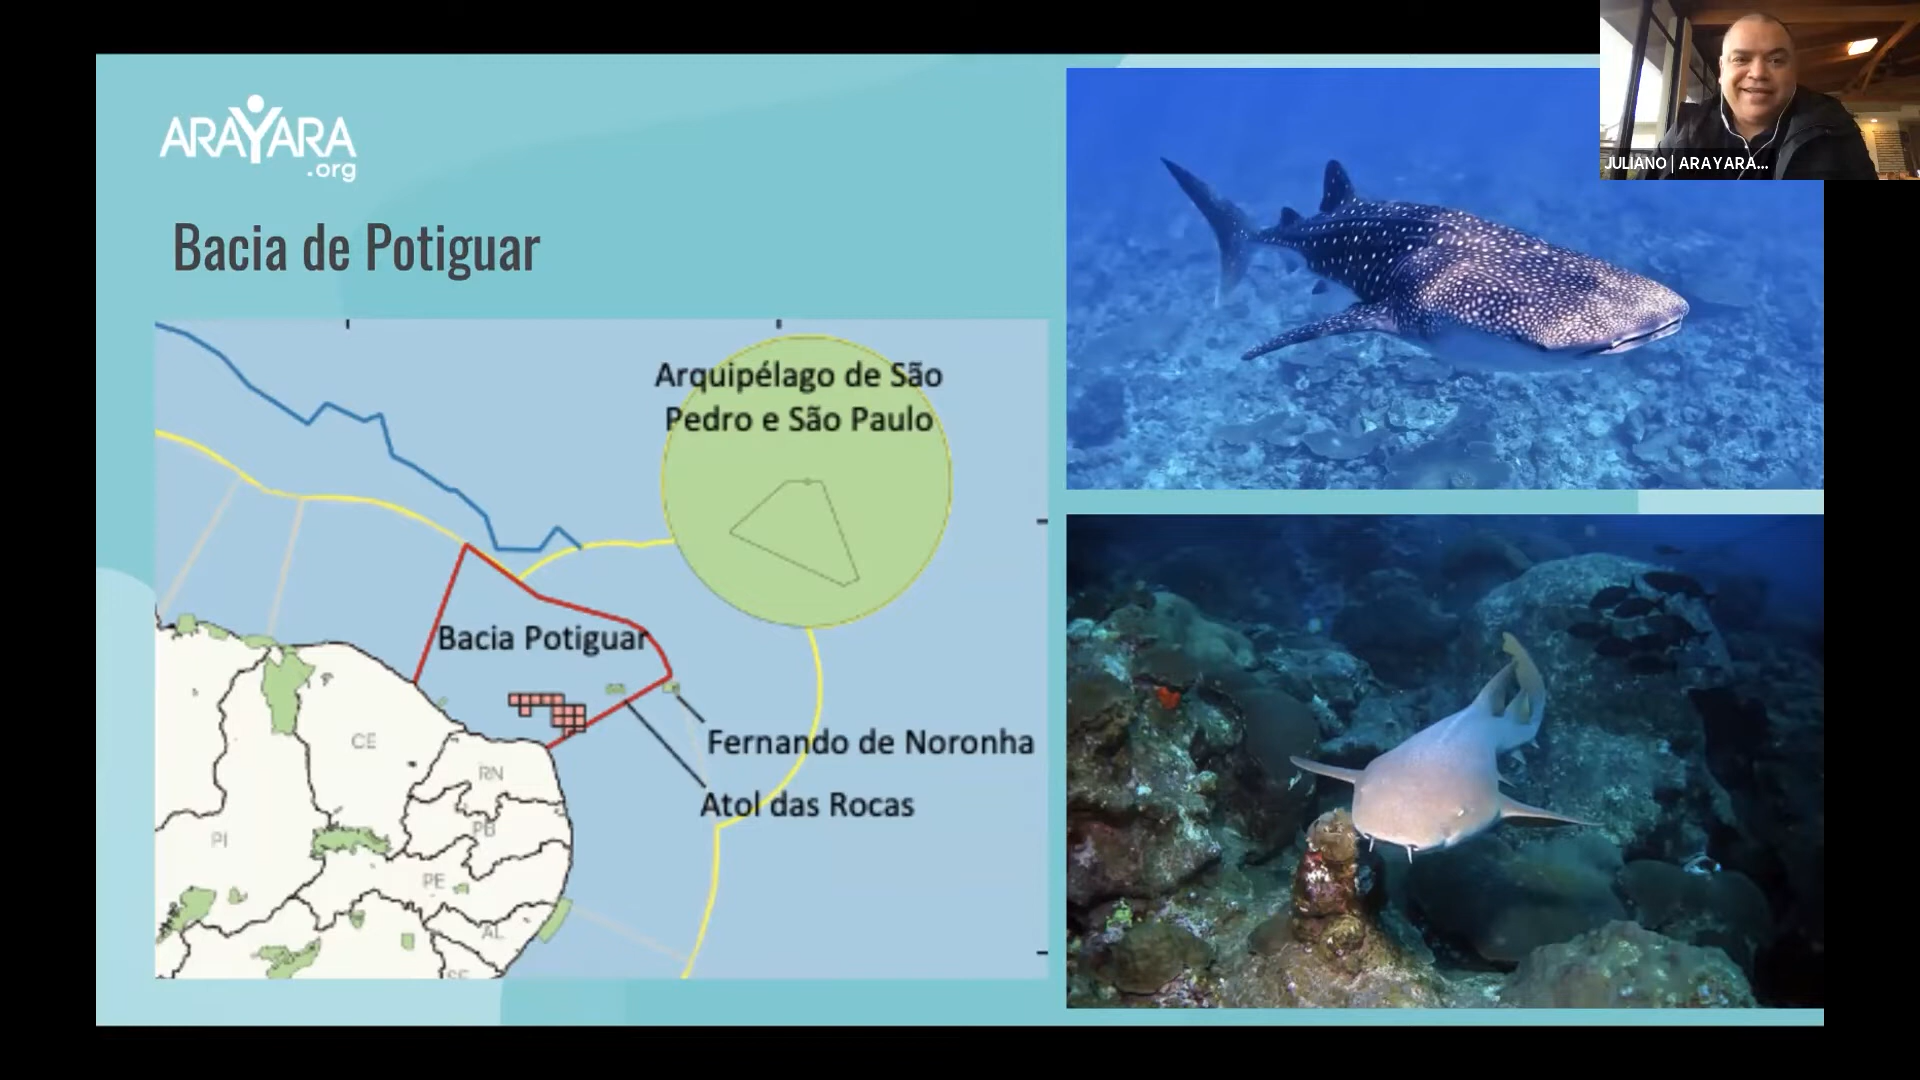 ARAYARA
.org
Bacia de Potiguar
Arquipélago de São
Pedro e São Paulo
Bacia Potiguar
Fernando de Noronha
Atol das Rocas
CE
RN
PB
PI
PE
AL
SE
JULIANO | ARAYARA...